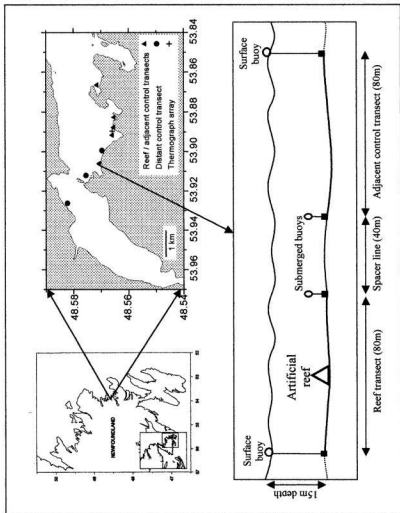 NEWFOUNDLAND
48.58
48.56
48.54
53.96
53.94
53.92
53.90
53.88
53.86
53.84
1 km
Reef / adjacent control transects
Distant control transect
Thermograph array
Surface
buoy
Artificial
reef
Submerged buoys
Surface
buoy
15m depth
Reef transect (80m)
Spacer line (40m)
Adjacent control transect (80m)